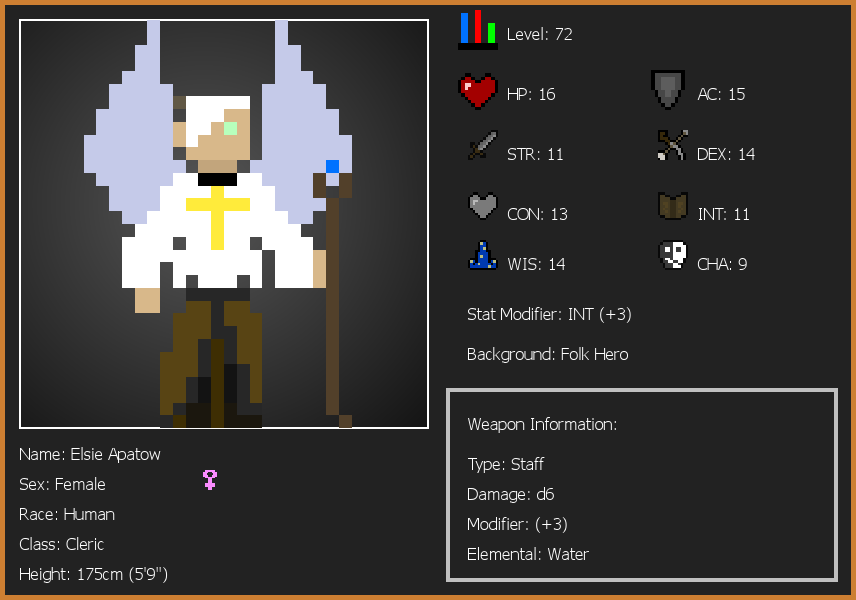 Level: 72
HP: 16
AC: 15
STR: 11
DEX: 14
CON: 13
INT: 11
WIS: 14
CHA: 9
Stat Modifier: INT (+3)
Background: Folk Hero
Weapon Information:
Type: Staff
Damage: d6
Modifier: (+3)
Elemental: Water
Name: Elsie Apatow
Sex: Female
Race: Human
Class: Cleric
Height: 175cm (5'9")